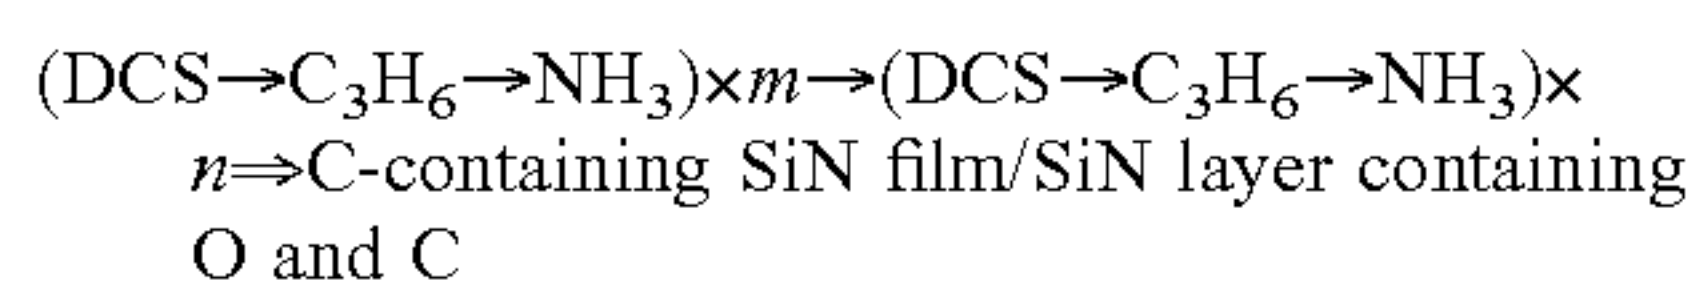 (DCS→C₃H₆→NH₃)×m→(DCS→C₃H₆→NH₃)×
n⇒C-containing SiN film/SiN layer containing
O and C